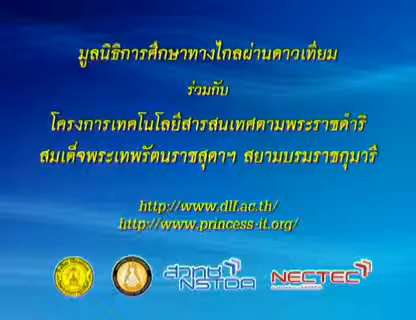 มูลนิธิการศึกษาทางไกลผ่านดาวเทียม
ร่วมกับ
โครงการเทคโนโลยีสารสนเทศตามพระราชดำริ
สมเด็จพระเทพรัตนราชสุดาฯ สยามบรมราชกุมารี
http://www.dlf.ac.th/
http://www.princess-it.org/
สวทช
NSTDA
NECTEC